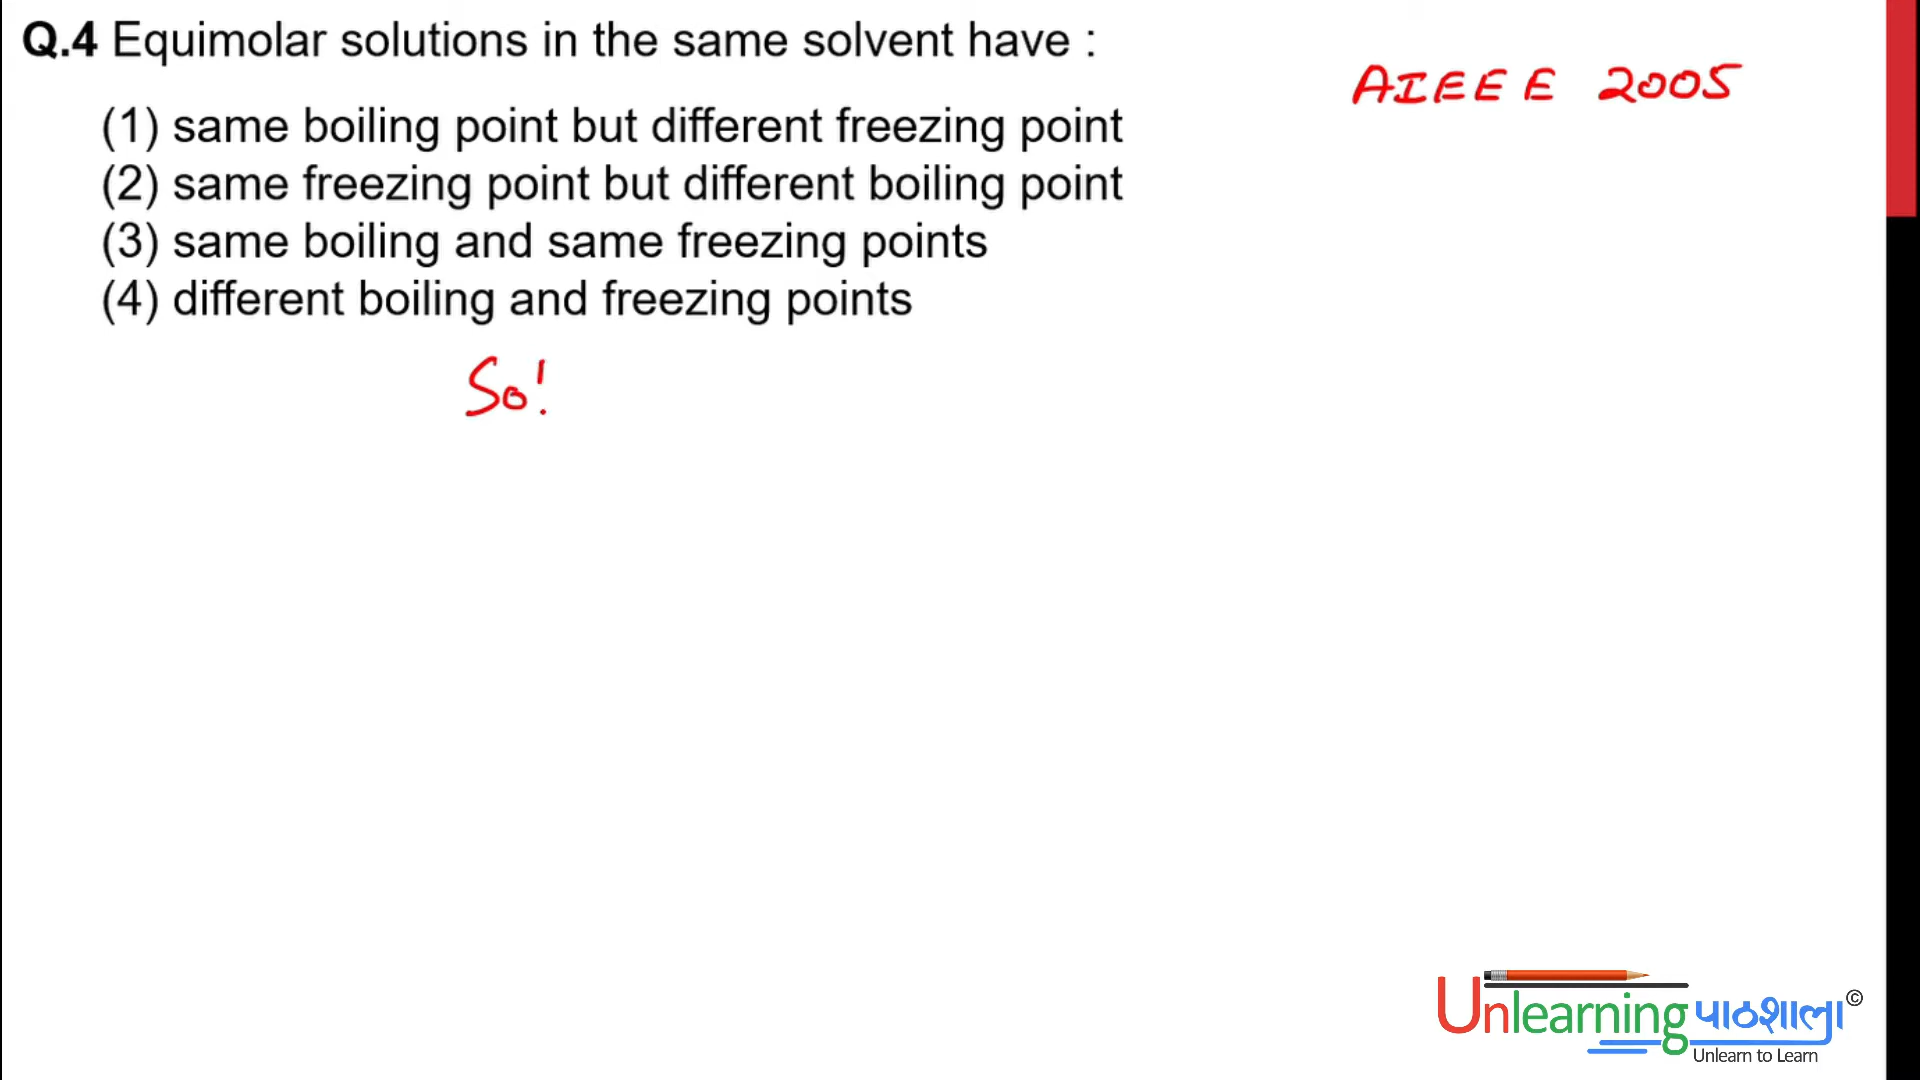 Q.4 Equimolar solutions in the same solvent have :
AIEEE 2005
(1) same boiling point but different freezing point
(2) same freezing point but different boiling point
(3) same boiling and same freezing points
(4) different boiling and freezing points
So!
Unlearning પાઠશાળા ©
Unlearn to Learn